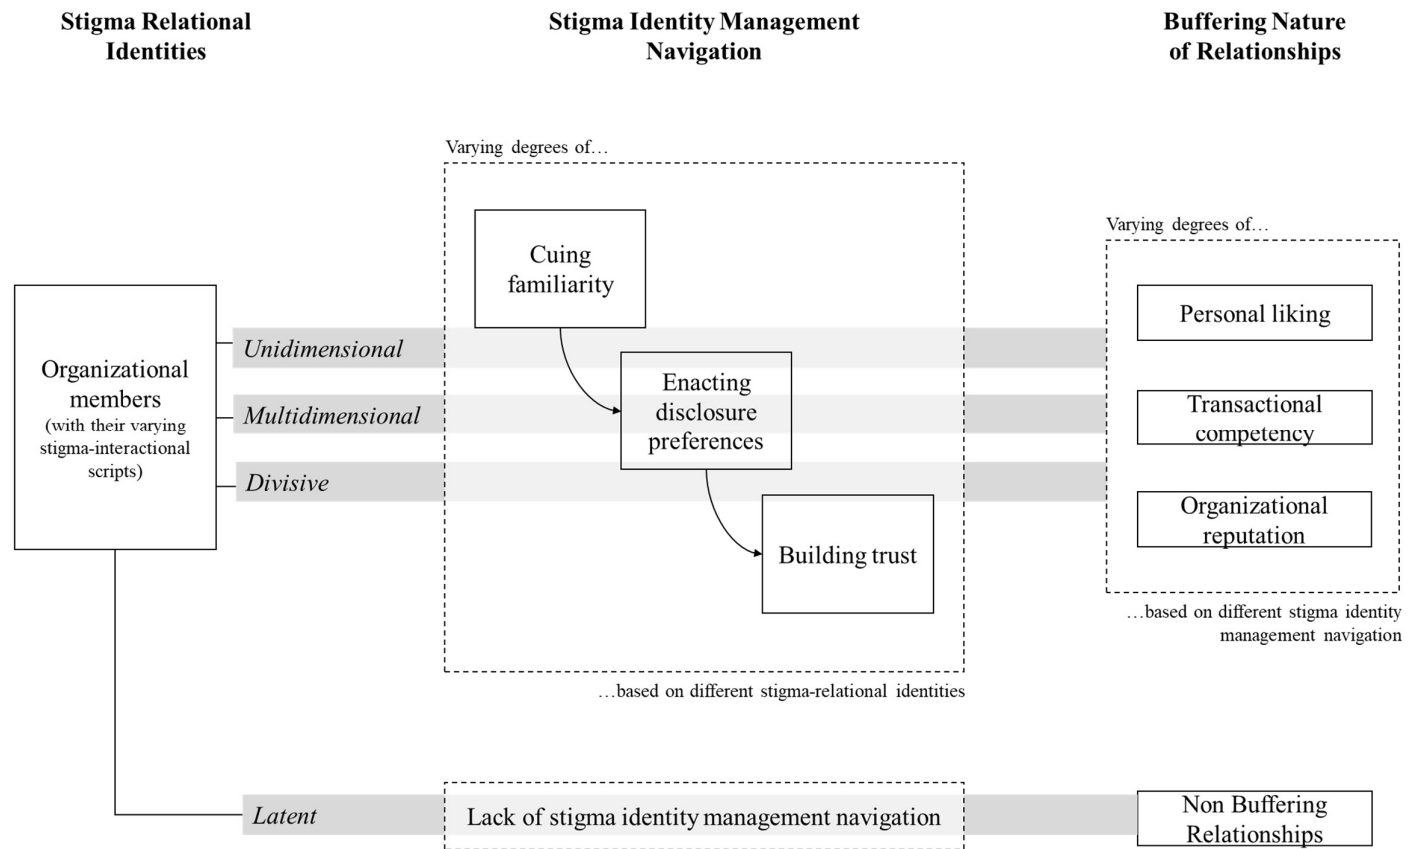 Stigma Relational
Identities
Stigma Identity Management
Navigation
Buffering Nature
of Relationships
Varying degrees of…
Cuing
familiarity
Varying degrees of…
Organizational
members
(with their varying
stigma-interactional
scripts)
Unidimensional
Multidimensional
Divisive
Enacting
disclosure
preferences
Building trust
Personal liking
Transactional
competency
Organizational
reputation
…based on different stigma identity
management navigation
…based on different stigma-relational identities
Latent
Lack of stigma identity management navigation
Non Buffering
Relationships